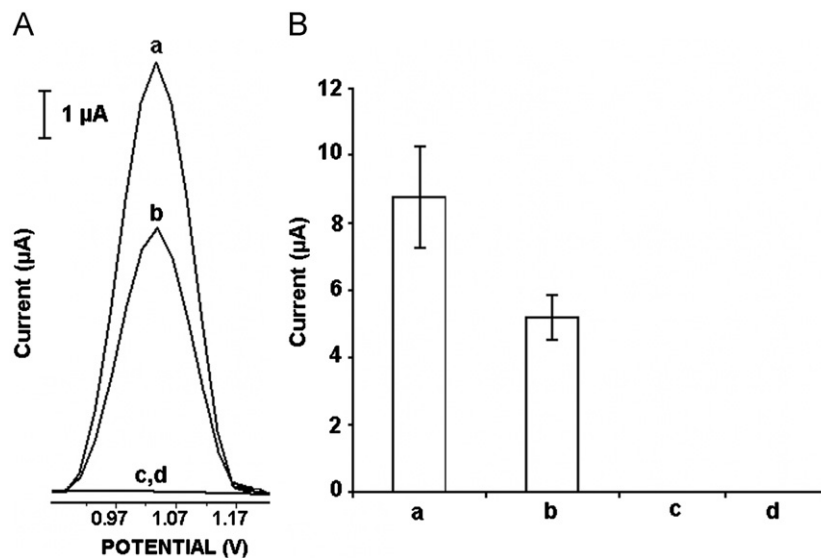 A
a
1 µA
b
Current (µA)
c,d
0.97 1.07 1.17
POTENTIAL (V)
B
12
10
8
6
4
2
0
Current (µA)
a b c d